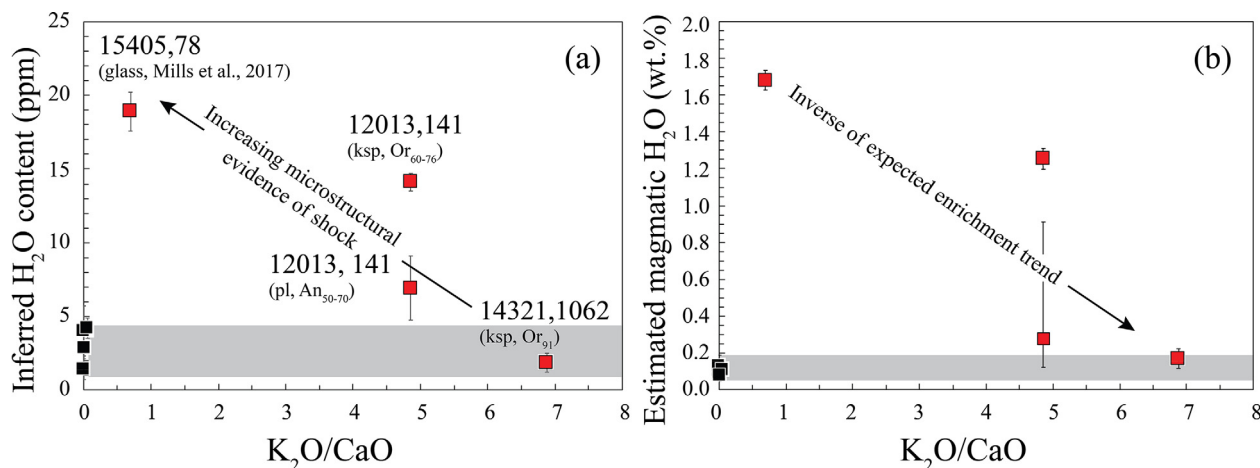 (a)
Inferred H₂O content (ppm)
25
20
15
10
5
0
15405,78
(glass, Mills et al., 2017)
Increasing microstructural
evidence of shock
12013,141
(ksp, Or₆₀₋₇₆)
12013, 141
(pl, An₅₀₋₇₀)
14321,1062
(ksp, Or₉₁)
0 1 2 3 4 5 6 7 8
K₂O/CaO
(b)
Estimated magmatic H₂O (wt.%)
2.0
1.8
1.6
1.4
1.2
1.0
0.8
0.6
0.4
0.2
0.0
Inverse of expected enrichment trend
0 1 2 3 4 5 6 7 8
K₂O/CaO